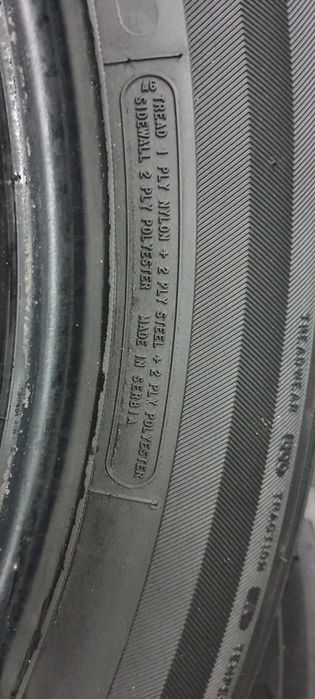 TREAD 1 PLY NYLON + 2 PLY STEEL + 2 PLY POLYESTER
SIDEWALL 2 PLY POLYESTER MADE IN SERBIA
TREADWEAR
TRACTION